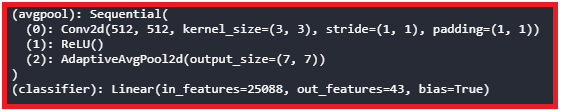 (avgpool): Sequential(
(0): Conv2d(512, 512, kernel_size=(3, 3), stride=(1, 1), padding=(1, 1))
(1): ReLU()
(2): AdaptiveAvgPool2d(output_size=(7, 7))
)
(classifier): Linear(in_features=25088, out_features=43, bias=True)